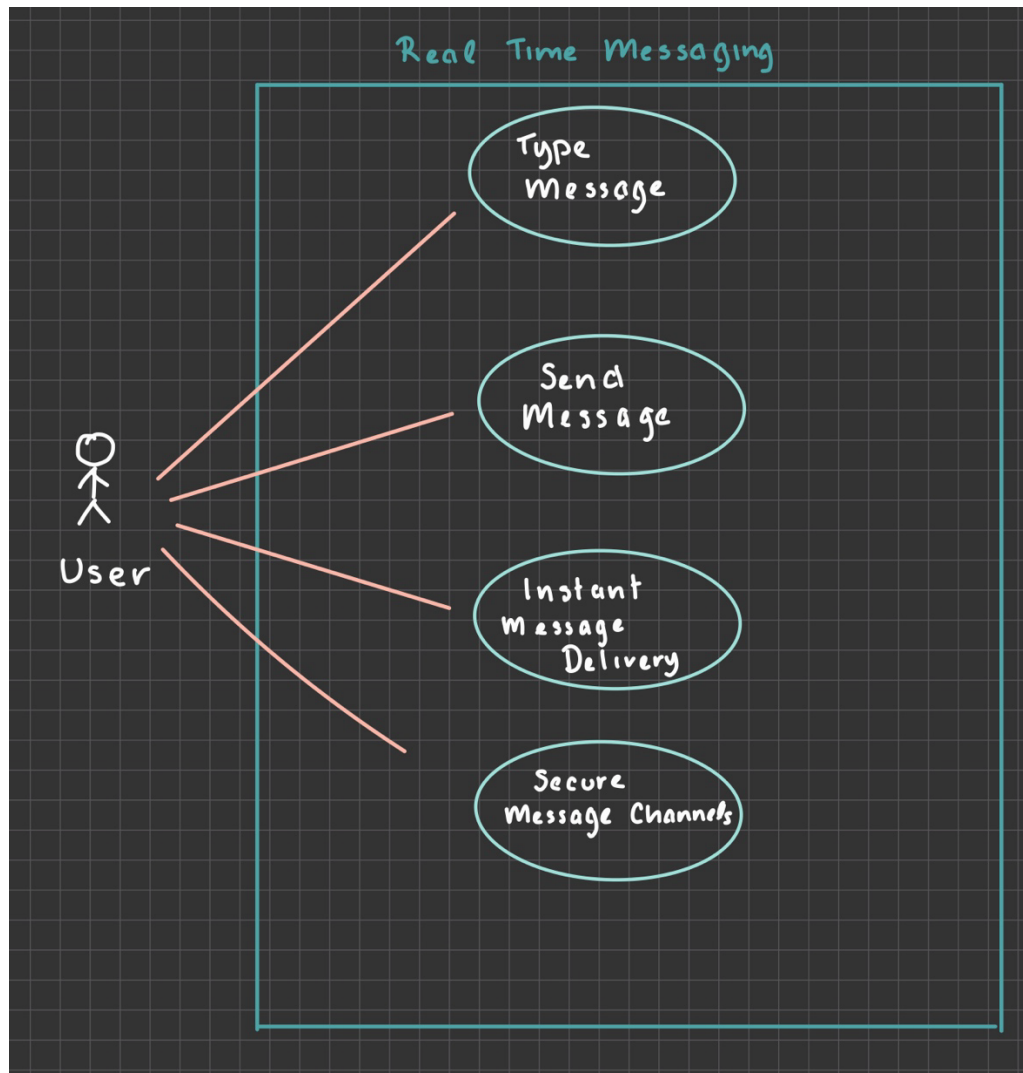 Real Time Messaging
Type
Message
Send
Message
User
Instant
Message
Delivery
Secure
Message Channels